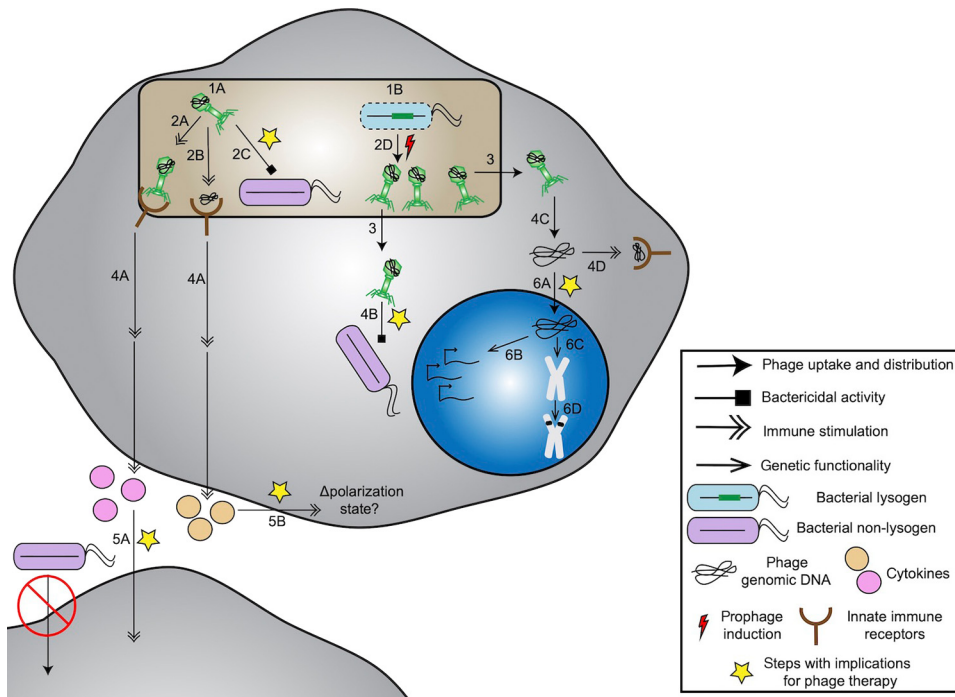 1A
1B
2A
2B
2C
2D
3
3
4C
4D
4A
4A
4B
6A
6B
6C
6D
Δpolarization
state?
5A
5B
Phage uptake and distribution
Bactericidal activity
Immune stimulation
Genetic functionality
Bacterial lysogen
Bacterial non-lysogen
Phage
genomic DNA
Cytokines
Prophage
induction
Innate immune
receptors
Steps with implications
for phage therapy